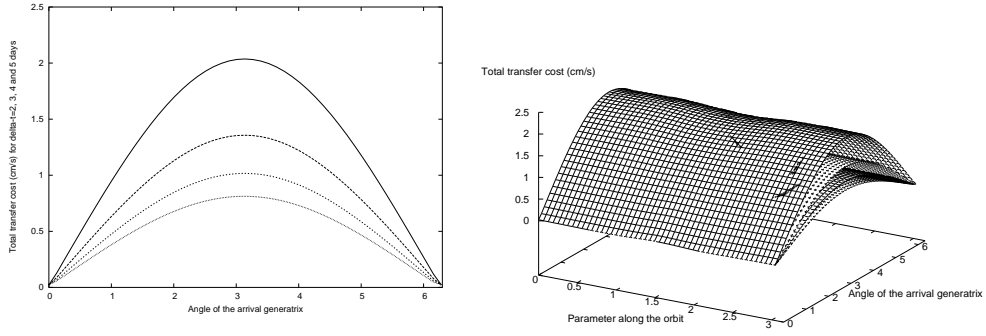 2.5
2
1.5
1
0.5
0
0 1 2 3 4 5 6
Total transfer cost (cm/s) for delta-t=2, 3, 4 and 5 days
Angle of the arrival generatrix
Total transfer cost (cm/s)
2.5
2
1.5
1
0.5
0
0 0.5 1 1.5 2 2.5 3
Parameter along the orbit
0 1 2 3 4 5 6
Angle of the arrival generatrix